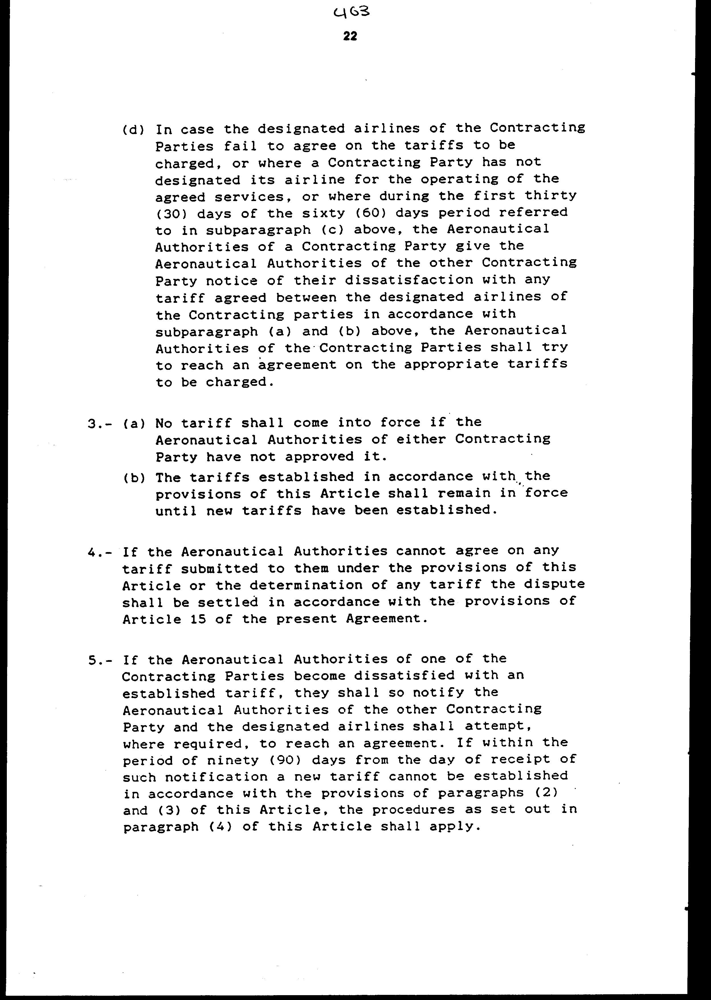 463
22
(d) In case the designated airlines of the Contracting
Parties fail to agree on the tariffs to be
charged, or where a Contracting Party has not
designated its airline for the operating of the
agreed services, or where during the first thirty
(30) days of the sixty (60) days period referred
to in subparagraph (c) above, the Aeronautical
Authorities of a Contracting Party give the
Aeronautical Authorities of the other Contracting
Party notice of their dissatisfaction with any
tariff agreed between the designated airlines of
the Contracting parties in accordance with
subparagraph (a) and (b) above, the Aeronautical
Authorities of the Contracting Parties shall try
to reach an agreement on the appropriate tariffs
to be charged.
3.- (a) No tariff shall come into force if the
Aeronautical Authorities of either Contracting
Party have not approved it.
(b) The tariffs established in accordance with the
provisions of this Article shall remain in force
until new tariffs have been established.
4.- If the Aeronautical Authorities cannot agree on any
tariff submitted to them under the provisions of this
Article or the determination of any tariff the dispute
shall be settled in accordance with the provisions of
Article 15 of the present Agreement.
5.- If the Aeronautical Authorities of one of the
Contracting Parties become dissatisfied with an
established tariff, they shall so notify the
Aeronautical Authorities of the other Contracting
Party and the designated airlines shall attempt,
where required, to reach an agreement. If within the
period of ninety (90) days from the day of receipt of
such notification a new tariff cannot be established
in accordance with the provisions of paragraphs (2)
and (3) of this Article, the procedures as set out in
paragraph (4) of this Article shall apply.